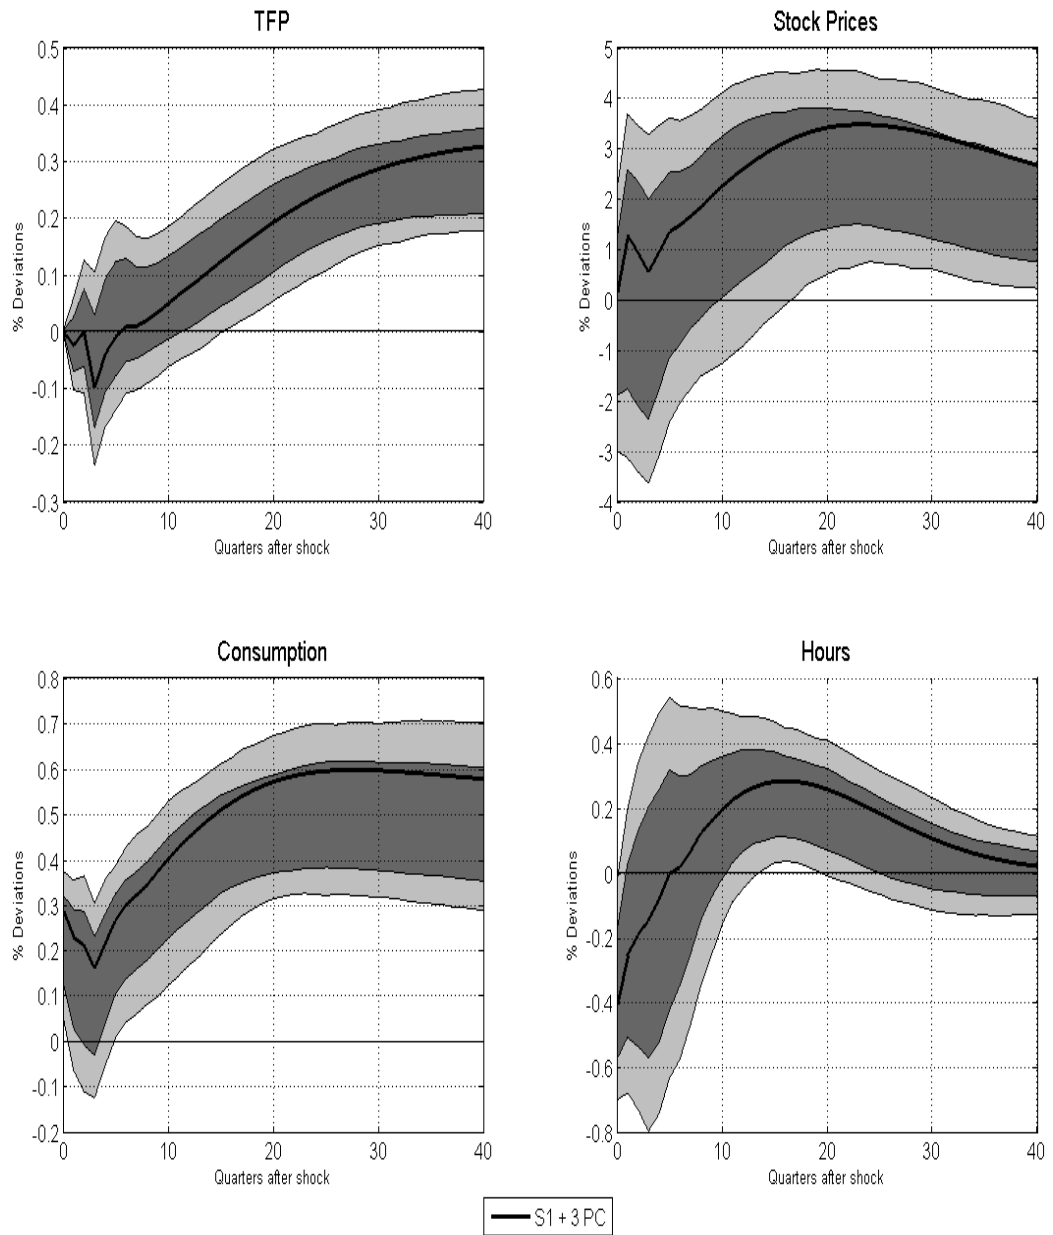 TFP
Stock Prices
0.5
0.4
0.3
0.2
0.1
0
-0.1
-0.2
-0.3
% Deviations
0 10 20 30 40
Quarters after shock
5
4
3
2
1
0
-1
-2
-3
-4
% Deviations
0 10 20 30 40
Quarters after shock
Consumption
Hours
0.8
0.7
0.6
0.5
0.4
0.3
0.2
0.1
0
-0.1
-0.2
% Deviations
0 10 20 30 40
Quarters after shock
0.6
0.4
0.2
0
-0.2
-0.4
-0.6
-0.8
% Deviations
0 10 20 30 40
Quarters after shock
S1 + 3 PC